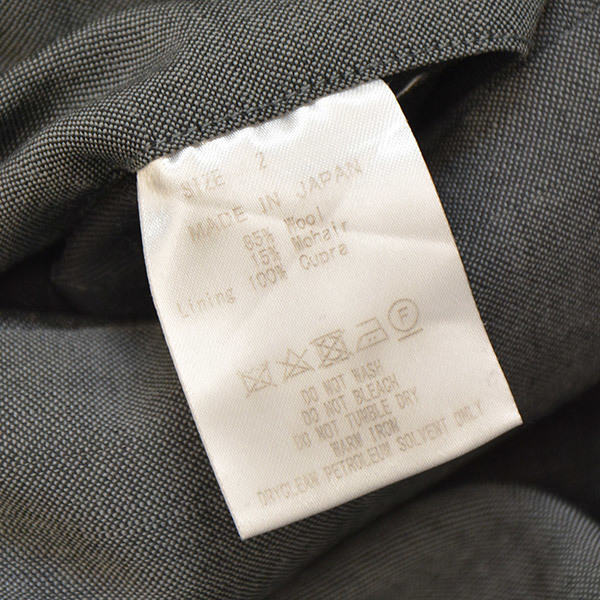 SIZE 2
MADE IN JAPAN
85% Wool
15% Mohair
Lining 100% Cupra
F
DO NOT WASH
DO NOT BLEACH
DO NOT TUMBLE DRY
WARM IRON
DRYCLEAN PETROLEUM SOLVENT ONLY